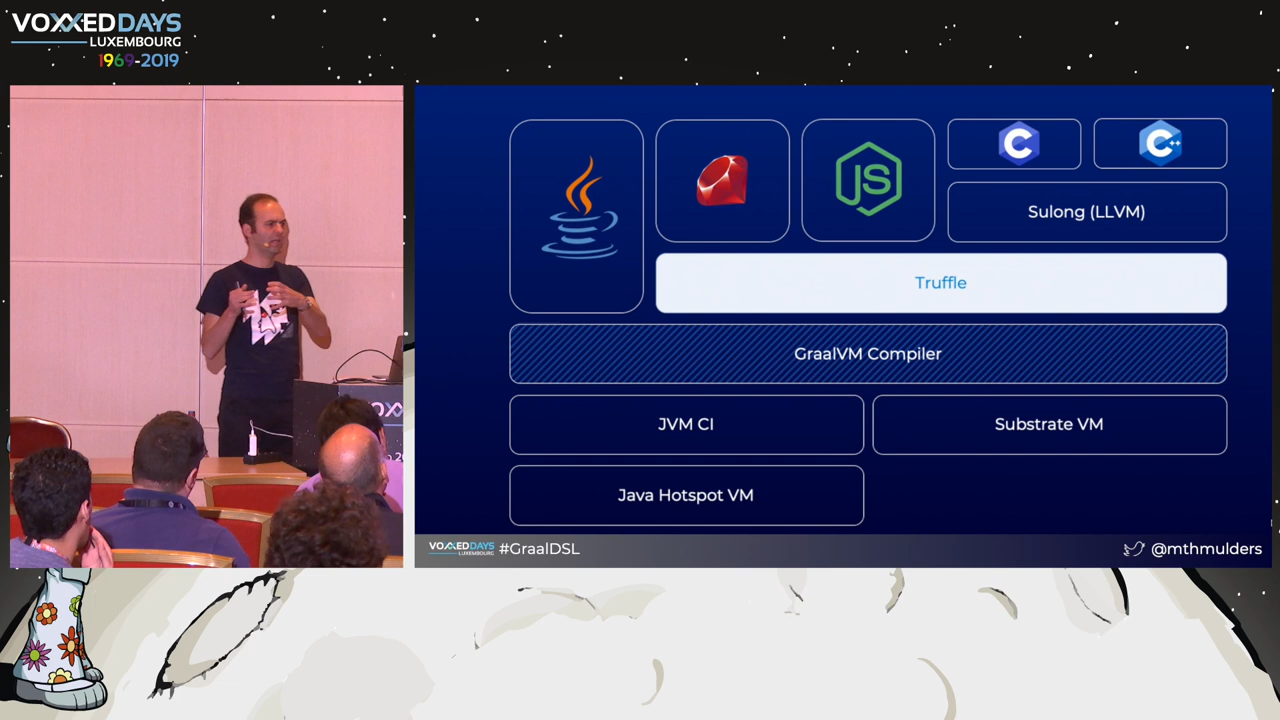 VOXXEDDAYS
LUXEMBOURG
1969-2019
JS
C
C++
Sulong (LLVM)
Truffle
GraalVM Compiler
JVM CI
Substrate VM
Java Hotspot VM
VOXXEDDAYS
LUXEMBOURG
#GraalDSL
@mthmulders